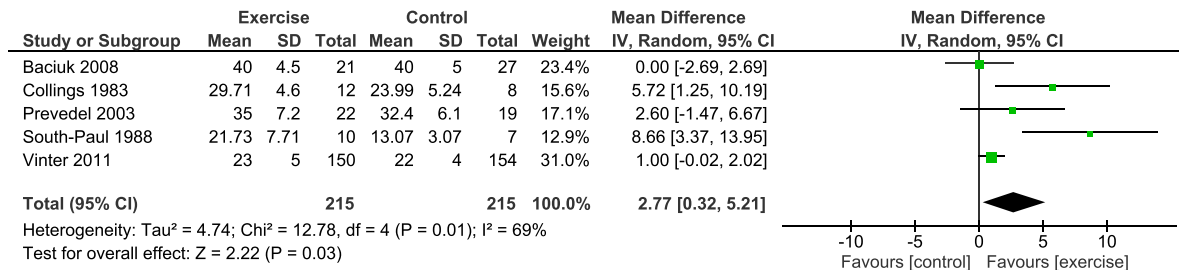 Exercise Control Mean Difference Mean Difference
Study or Subgroup Mean SD Total Mean SD Total Weight IV, Random, 95% CI IV, Random, 95% CI
Baciuk 2008 40 4.5 21 40 5 27 23.4% 0.00 [-2.69, 2.69]
Collings 1983 29.71 4.6 12 23.99 5.24 8 15.6% 5.72 [1.25, 10.19]
Prevedel 2003 35 7.2 22 32.4 6.1 19 17.1% 2.60 [-1.47, 6.67]
South-Paul 1988 21.73 7.71 10 13.07 3.07 7 12.9% 8.66 [3.37, 13.95]
Vinter 2011 23 5 150 22 4 154 31.0% 1.00 [-0.02, 2.02]
Total (95% CI) 215 215 100.0% 2.77 [0.32, 5.21]
Heterogeneity: Tau² = 4.74; Chi² = 12.78, df = 4 (P = 0.01); I² = 69%
Test for overall effect: Z = 2.22 (P = 0.03)
-10 -5 0 5 10
Favours [control] Favours [exercise]